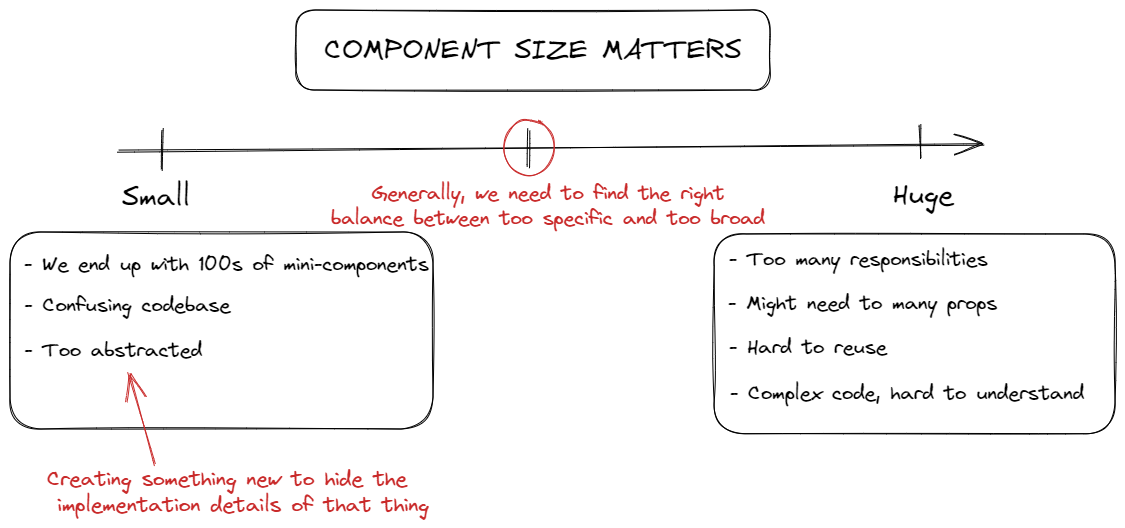 COMPONENT SIZE MATTERS
Small
Generally, we need to find the right
balance between too specific and too broad
Huge
- We end up with 100s of mini-components
- Confusing codebase
- Too abstracted
Creating something new to hide the
implementation details of that thing
- Too many responsibilities
- Might need to many props
- Hard to reuse
- Complex code, hard to understand